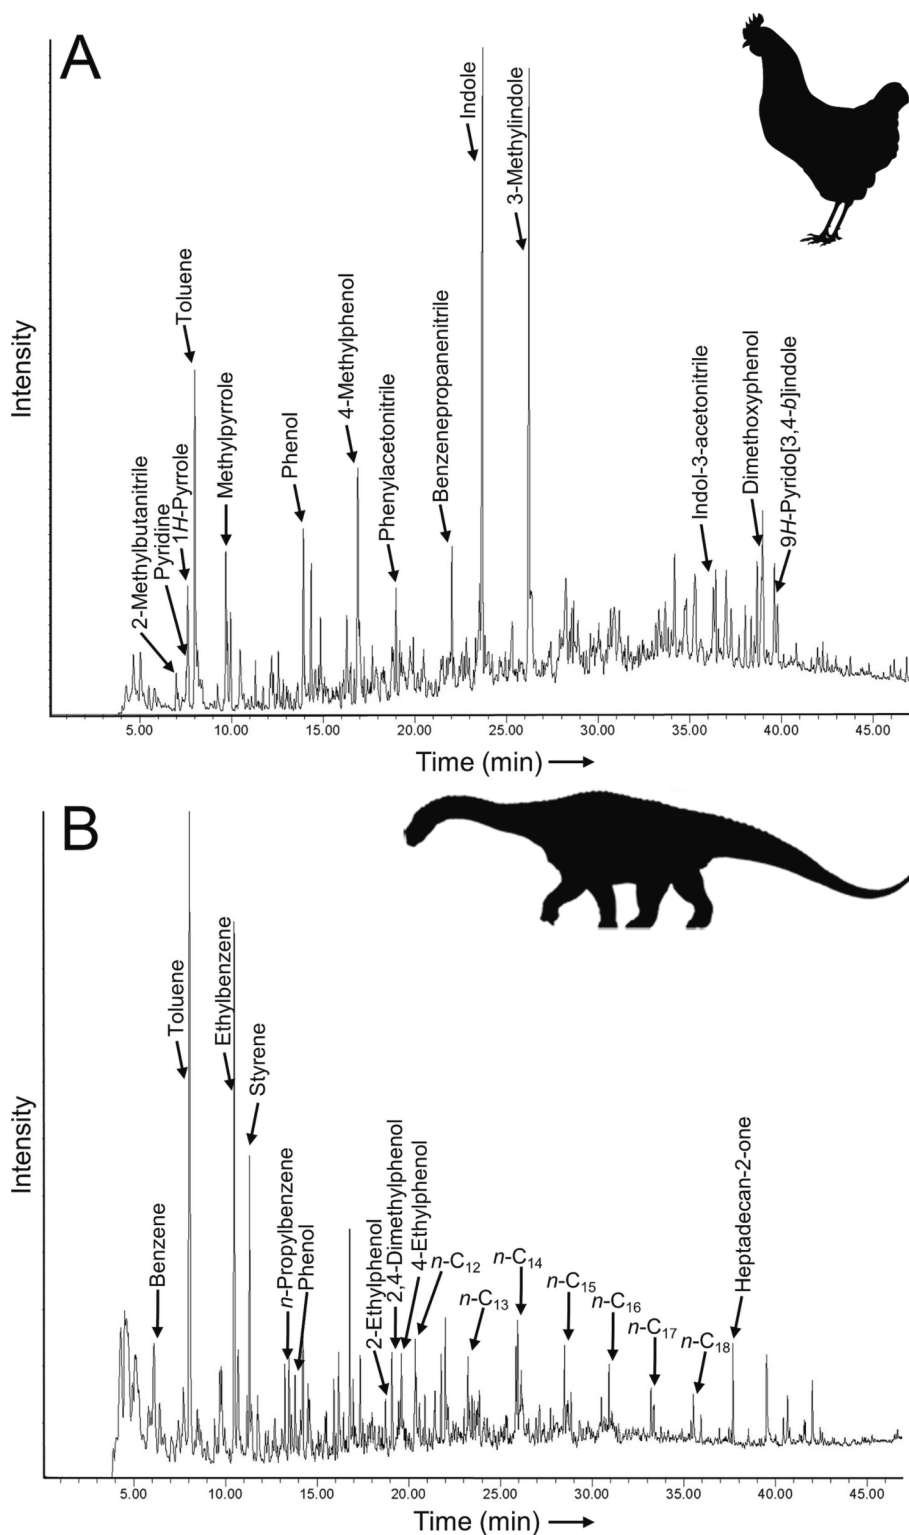 A
Intensity
2-Methylbutanitrile
Pyridine
1H-Pyrrole
Toluene
Methylpyrrole
Phenol
4-Methylphenol
Phenylacetonitrile
Benzenepropanenitrile
Indole
3-Methylindole
Indol-3-acetonitrile
Dimethoxyphenol
9H-Pyrido[3,4-b]indole
5.00 10.00 15.00 20.00 25.00 30.00 35.00 40.00 45.00
Time (min)
B
Intensity
Benzene
Toluene
Ethylbenzene
Styrene
n-Propylbenzene
Phenol
2-Ethylphenol
2,4-Dimethylphenol
4-Ethylphenol
n-C₁₂
n-C₁₃
n-C₁₄
n-C₁₅
n-C₁₆
n-C₁₇
n-C₁₈
Heptadecan-2-one
5.00 10.00 15.00 20.00 25.00 30.00 35.00 40.00 45.00
Time (min)